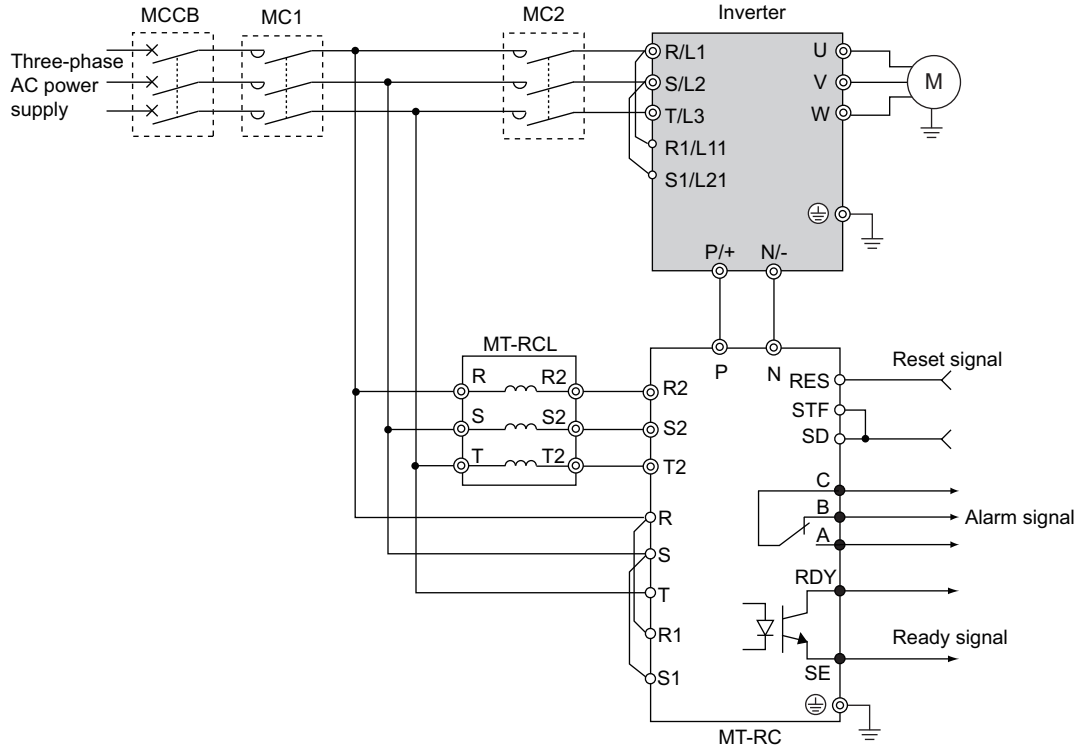 MCCB
MC1
MC2
Inverter
Three-phase
AC power
supply
R/L1
S/L2
T/L3
R1/L11
S1/L21
U
V
W
M
P/+
N/-
MT-RCL
R
R2
S
S2
T
T2
R2
S2
T2
R
S
T
R1
S1
P
N
RES
STF
SD
C
B
A
RDY
SE
Reset signal
Alarm signal
Ready signal
MT-RC